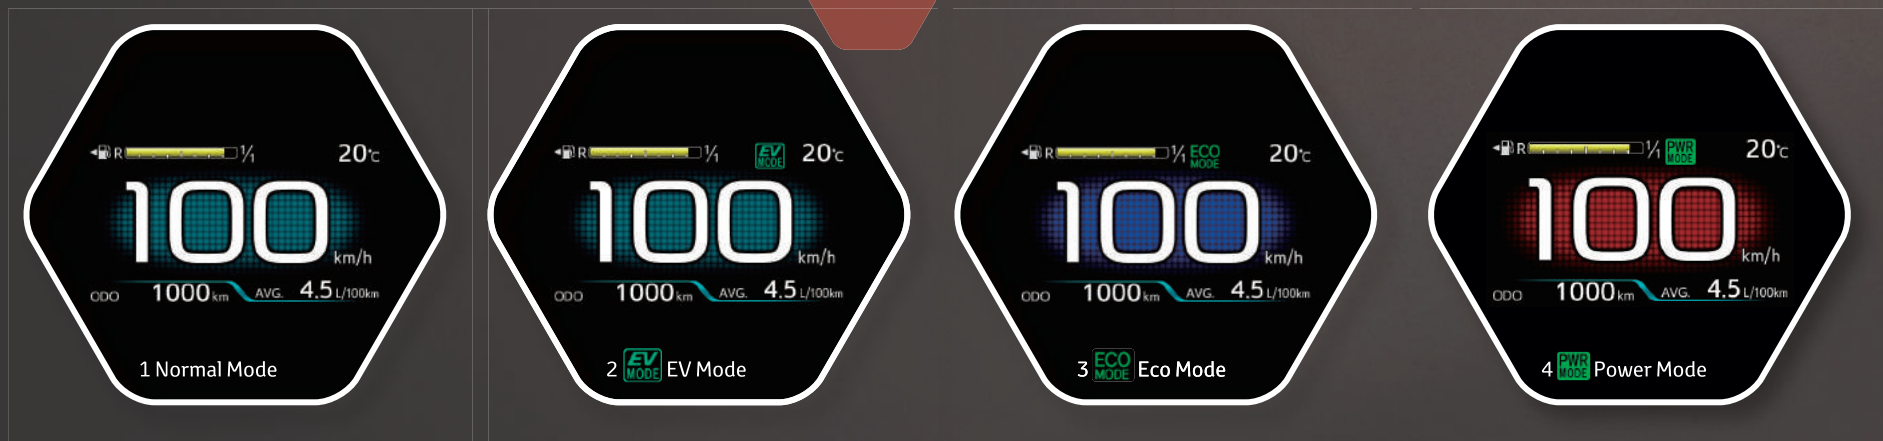 R 1/1 20°C
100
km/h
ODO 1000 km AVG. 4.5 L/100km
1 Normal Mode
R 1/1 EV MODE 20°C
100
km/h
ODO 1000 km AVG. 4.5 L/100km
2 EV MODE EV Mode
R 1/1 ECO MODE 20°C
100
km/h
ODO 1000 km AVG. 4.5 L/100km
3 ECO MODE Eco Mode
R 1/1 PWR MODE 20°C
100
km/h
ODO 1000 km AVG. 4.5 L/100km
4 PWR MODE Power Mode